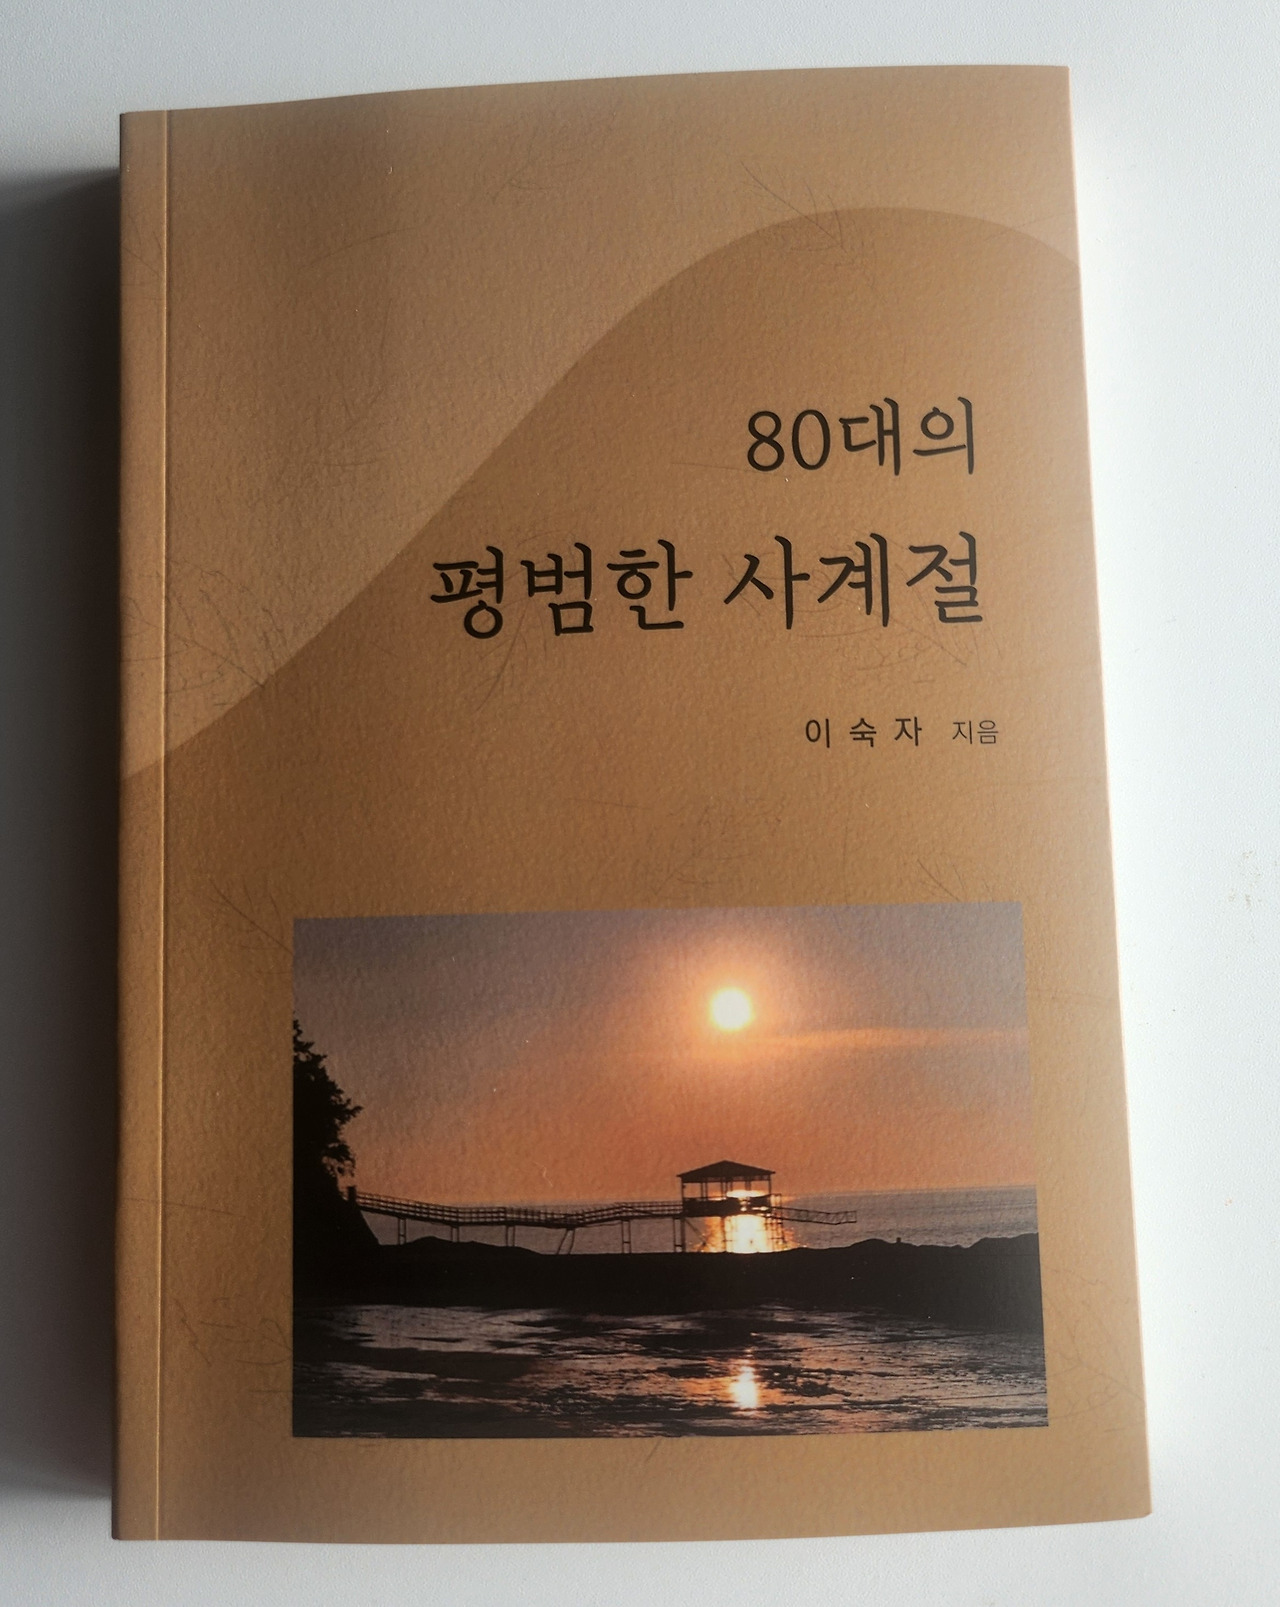 80대의
평범한 사계절
이숙자 지음